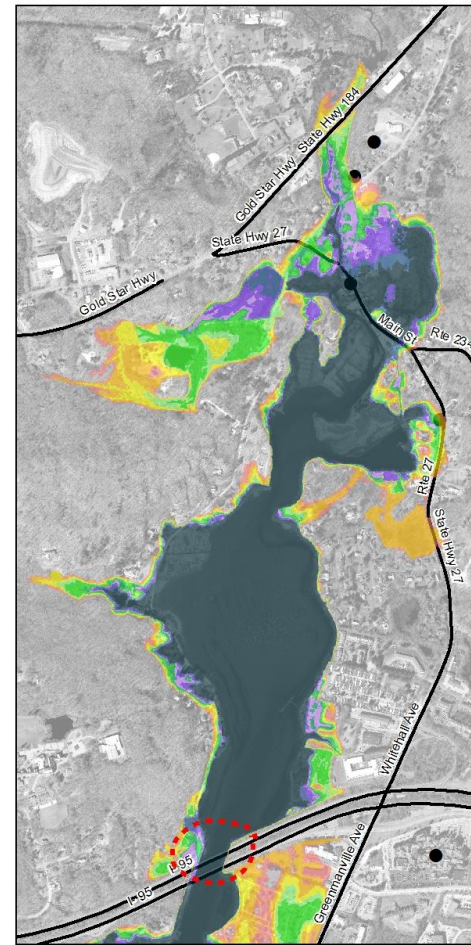 Gold Star Hwy State Hwy 184
State Hwy 27
Gold Star Hwy
Main St
Rte 234
Rte 27
State Hwy 27
Whitehall Ave
I-95
I-95
Greenmanville Ave